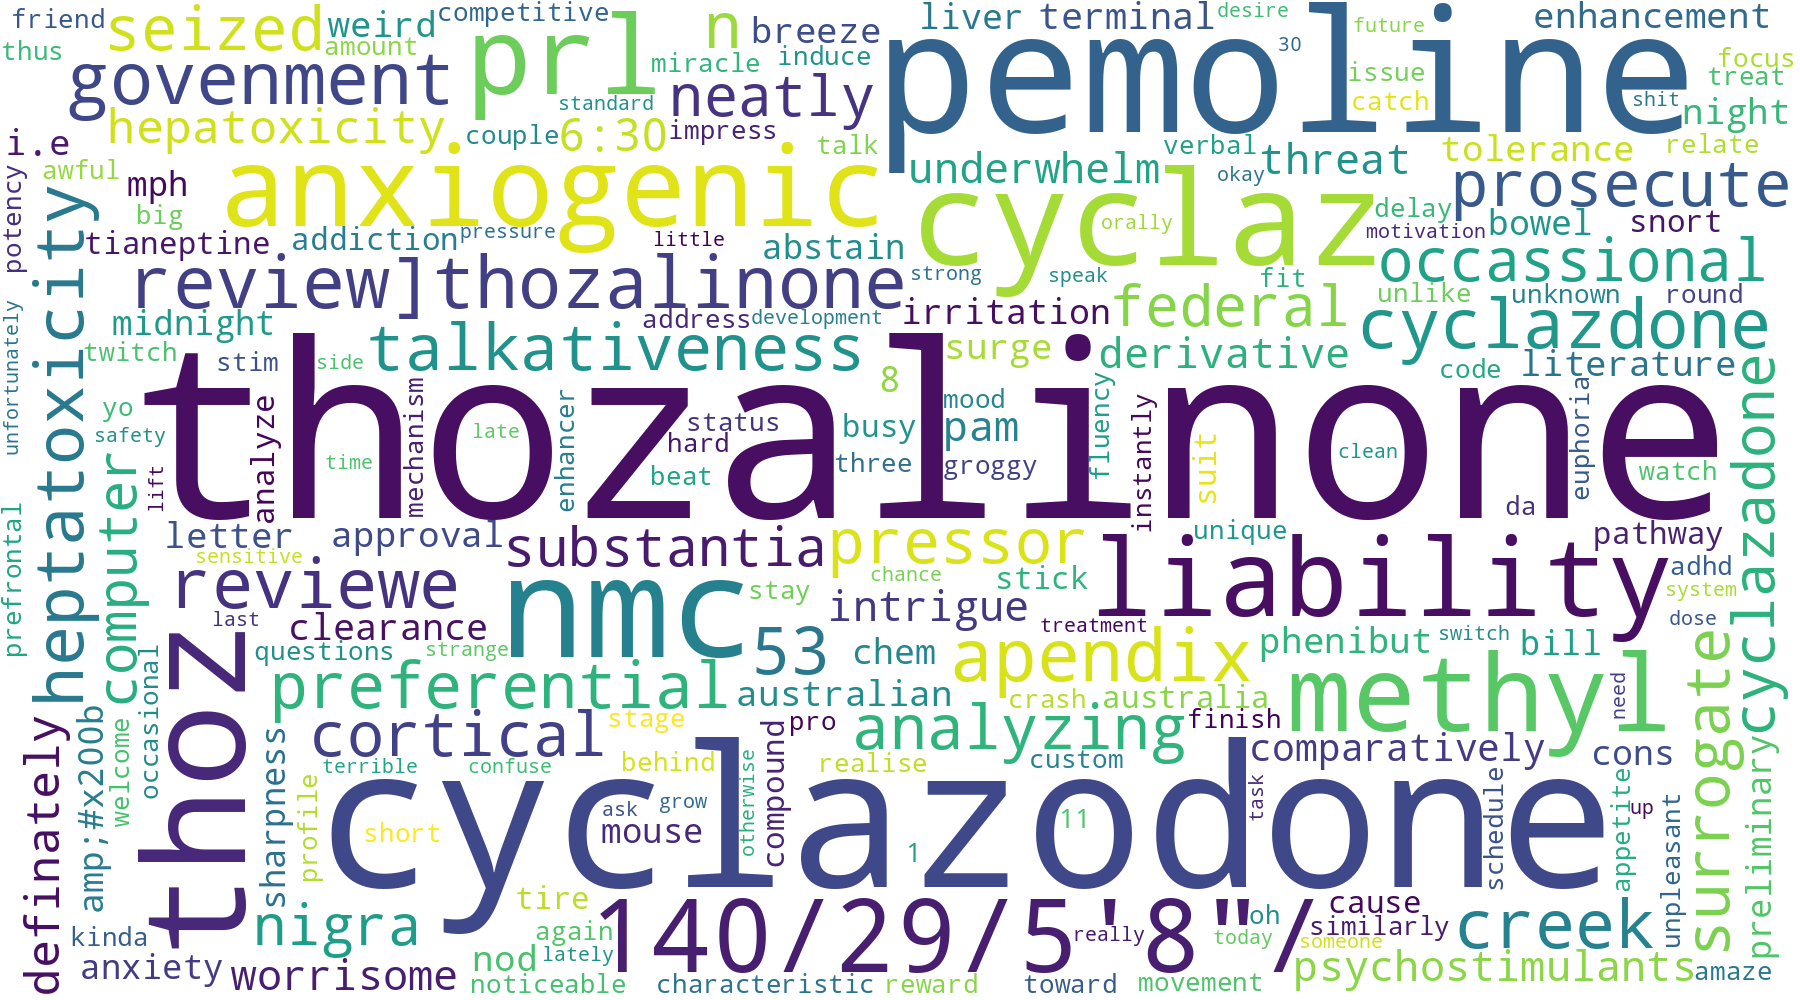 friend
seized
weird
competitive
prl
n
breeze
liver
terminal
desire
pemoline
30
future
enhancement
thus
amount
govenment
miracle
induce
issue
focus
treat
standard
neatly
catch
shit
night
hepatoxicity
couple
6:30
impress
talk
verbal
okay
threat
tolerance
relate
i.e
awful
anxiogenic
underwhelm
cyclaz
prosecute
mph
big
potency
tianeptine
addiction
pressure
little
abstain
orally
delay
motivation
bowel
snort
heptatoxicity
review]thozalinone
strong
speak
fit
occassional
unlike
unknown
round
midnight
address
development
irritation
federal
cyclazdone
unfortunately
twitch
stim
side
talkativeness
surge
derivative
code
literature
thozalinone
yo
safety
analyze
mechanism
late
enhancer
status
hard
beat
8
busy
three
mood
pam
groggy
fluency
instantly
suit
clean
euphoria
watch
cyclazadone
computer
time
lift
da
prefrontal
letter
sensitive
approval
substantia
pressor
unique
pathway
reviewe
nmc
stay
chance
stick
liability
adhd
system
last
clearance
intrigue
treatment
dose
thoz
questions
strange
53
chem
apendix
phenibut
switch
bill
occasional
preferential
australian
crash
australia
methyl
need
surrogate
definately
amp;#x200b
welcome
sharpness
cortical
stage
compound
pro
analyzing
finish
comparatively
cons
terrible
confuse
behind
realise
custom
profile
cyclazodone
short
ask
grow
mouse
otherwise
1
11
task
schedule
appetite
up
unpleasant
preliminary
tire
140/29/5'8"/
cause
nigra
again
really
oh
similarly
creek
kinda
nod
lately
today
someone
anxiety
worrisome
noticeable
characteristic
reward
toward
movement
psychostimulants
amaze